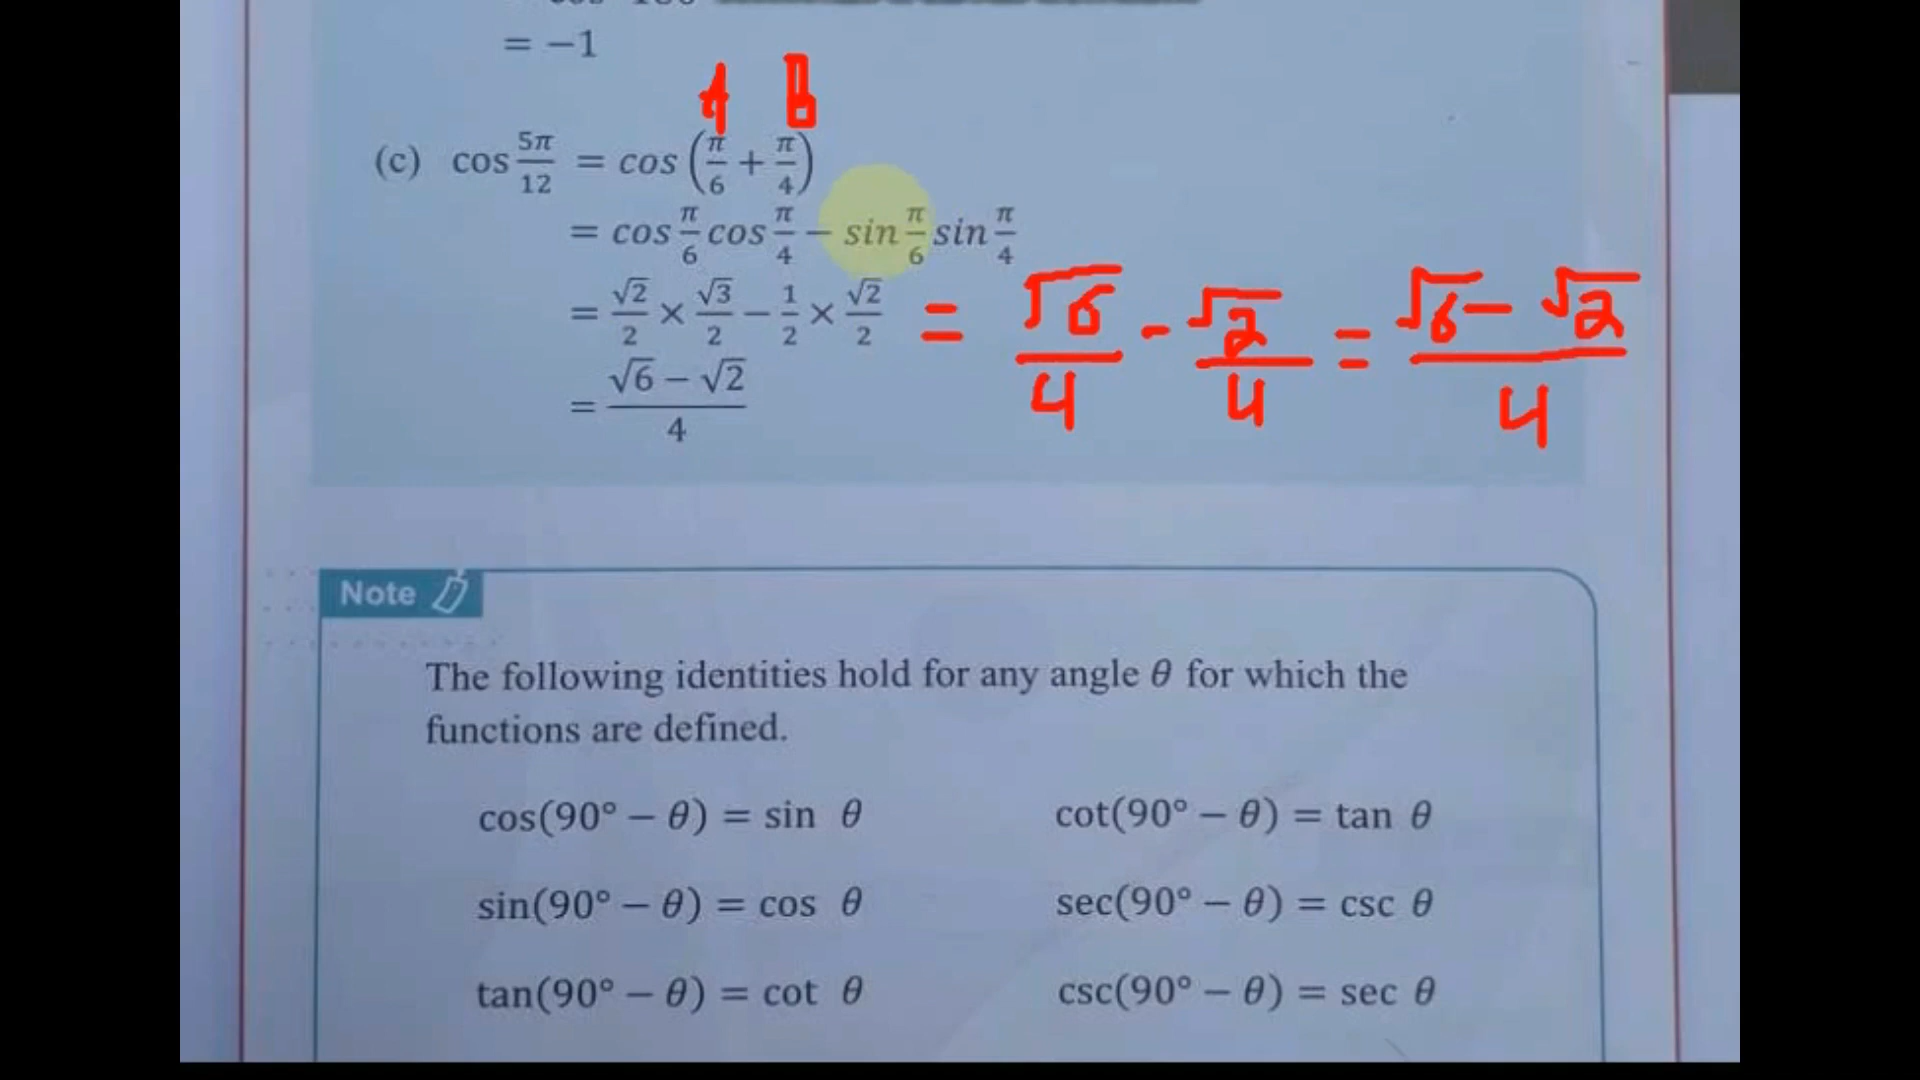 = −1
A B
(c) cos 5π/12 = cos (π/6 + π/4)
= cos π/6 cos π/4 − sin π/6 sin π/4
= √2/2 × √3/2 − 1/2 × √2/2 = √6/4 - √2/4 = √6 - √2/4
= √6 − √2/4
Note
The following identities hold for any angle θ for which the
functions are defined.
cos(90° − θ) = sin θ cot(90° − θ) = tan θ
sin(90° − θ) = cos θ sec(90° − θ) = csc θ
tan(90° − θ) = cot θ csc(90° − θ) = sec θ